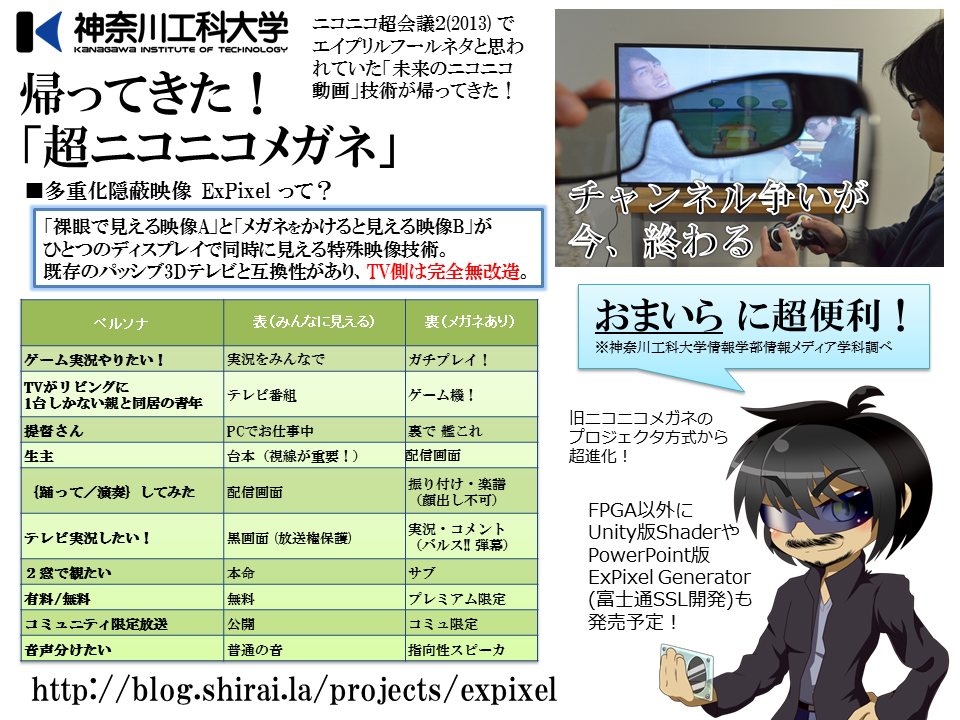 神奈川工科大学
KANAGAWA INSTITUTE OF TECHNOLOGY
ニコニコ超会議2(2013)で
エイプリルフールネタと思わ
れていた「未来のニコニコ
動画」技術が帰ってきた！
帰ってきた！
「超ニコニコメガネ」
■多重化隠蔽映像 ExPixel って？
「裸眼で見える映像A」と「メガネをかけると見える映像B」が
ひとつのディスプレイで同時に見える特殊映像技術。
既存のパッシブ3Dテレビと互換性があり、TV側は完全無改造。
チャンネル争いが
今、終わる
ペルソナ 表（みんなに見える） 裏（メガネあり）
ゲーム実況やりたい！ 実況をみんなで ガチプレイ！
TVがリビングに
1台しかない親と同居の青年 テレビ番組 ゲーム機！
提督さん PCでお仕事中 裏で 艦これ
生主 台本（視線が重要！） 配信画面
｛踊って／演奏｝してみた 配信画面 振り付け・楽譜
（顔出し不可）
テレビ実況したい！ 黒画面（放送権保護） 実況・コメント
（バルス!! 弾幕）
２窓で観たい 本命 サブ
有料/無料 無料 プレミアム限定
コミュニティ限定放送 公開 コミュ限定
音声分けたい 普通の音 指向性スピーカ
おまいら に超便利！
※神奈川工科大学情報学部情報メディア学科調べ
旧ニコニコメガネの
プロジェクタ方式から
超進化！
FPGA以外に
Unity版Shaderや
PowerPoint版
ExPixel Generator
(富士通SSL開発)も
発売予定！
http://blog.shirai.la/projects/expixel